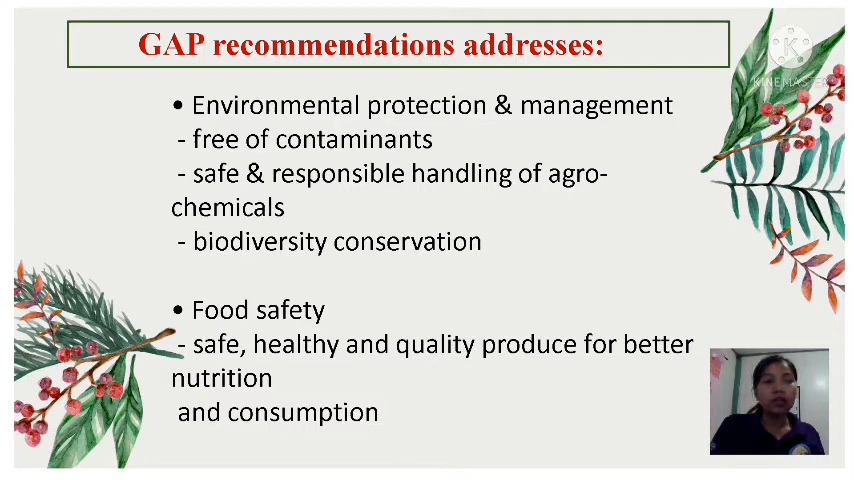 GAP recommendations addresses:
KINEMASTER
• Environmental protection & management
- free of contaminants
- safe & responsible handling of agro-
chemicals
- biodiversity conservation
• Food safety
- safe, healthy and quality produce for better
nutrition
and consumption